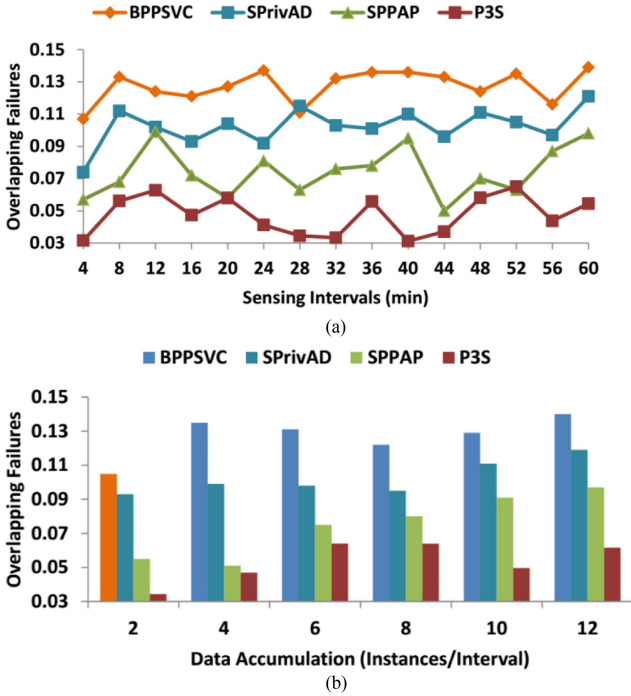 BPPSVC SPrivAD SPPAP P3S
0.15
0.13
0.11
0.09
0.07
0.05
0.03
Overlapping Failures
4 8 12 16 20 24 28 32 36 40 44 48 52 56 60
Sensing Intervals (min)
(a)
BPPSVC SPrivAD SPPAP P3S
0.15
0.13
0.11
0.09
0.07
0.05
0.03
Overlapping Failures
2 4 6 8 10 12
Data Accumulation (Instances/Interval)
(b)